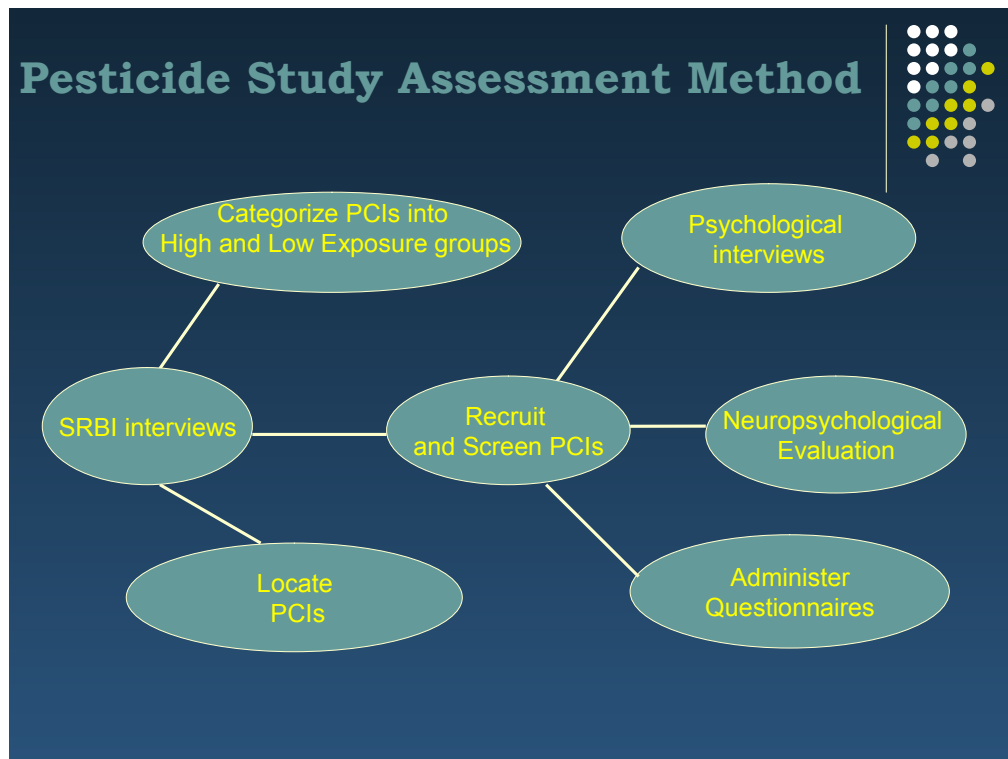 Pesticide Study Assessment Method
Categorize PCIs into
High and Low Exposure groups
Psychological
interviews
SRBI interviews
Recruit
and Screen PCIs
Neuropsychological
Evaluation
Locate
PCIs
Administer
Questionnaires